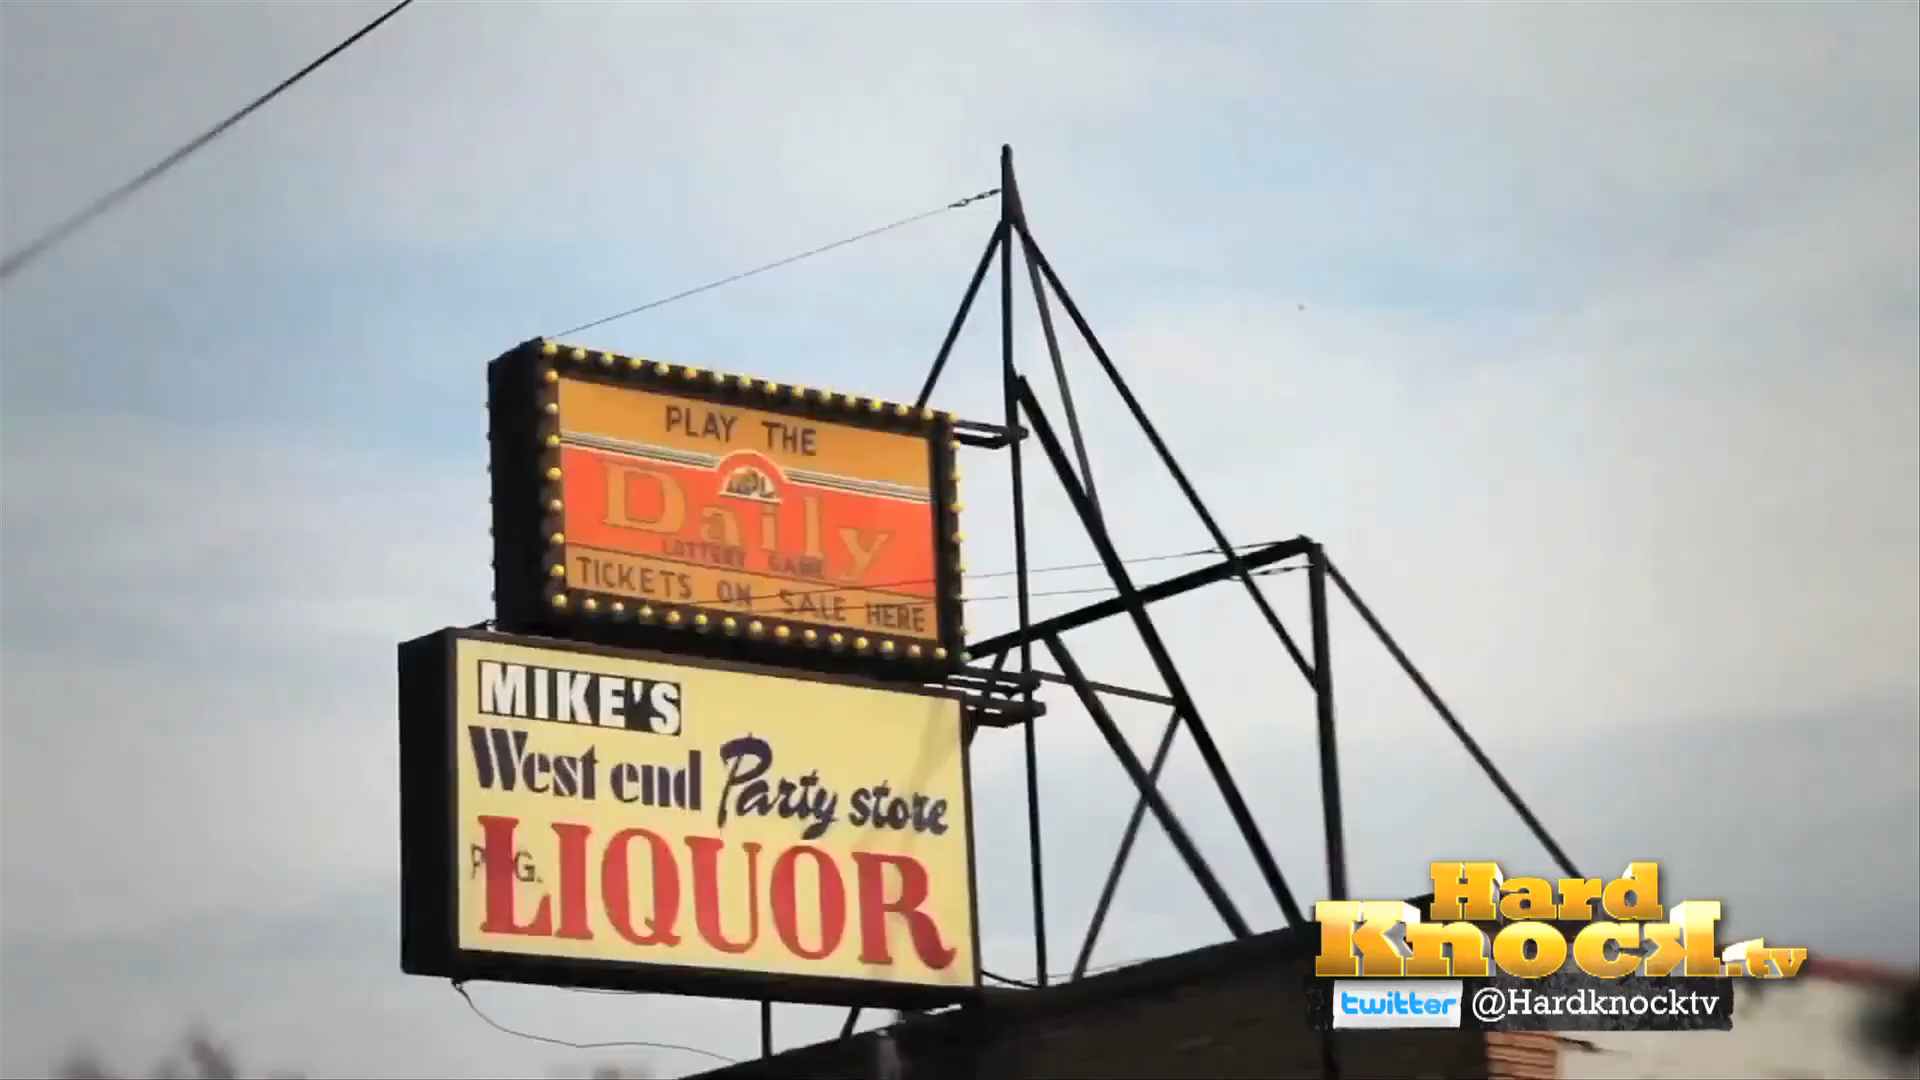 PLAY THE
Daily
LOTTERY GAME
TICKETS ON SALE HERE
MIKE'S
West end Party store
LIQUOR
Hard
Knock.tv
twitter @Hardknocktv